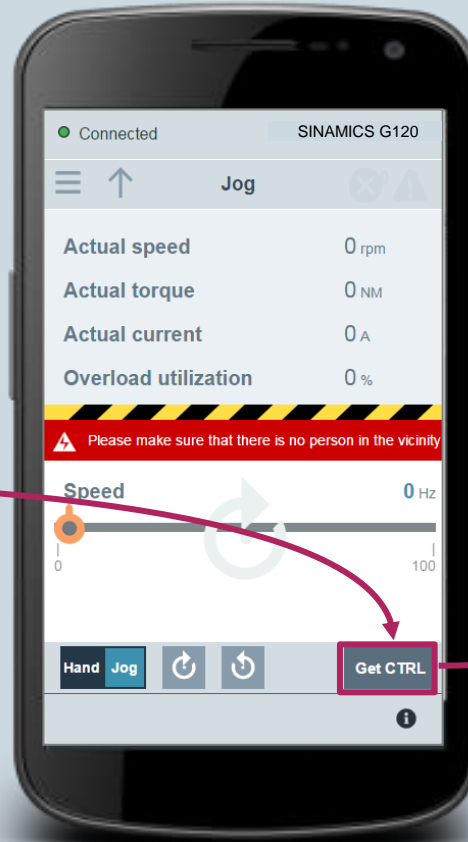 Connected SINAMICS G120
Jog
Actual speed 0 rpm
Actual torque 0 NM
Actual current 0 A
Overload utilization 0 %
Please make sure that there is no person in the vicinity
Speed 0 Hz
0 100
Hand Jog Get CTRL